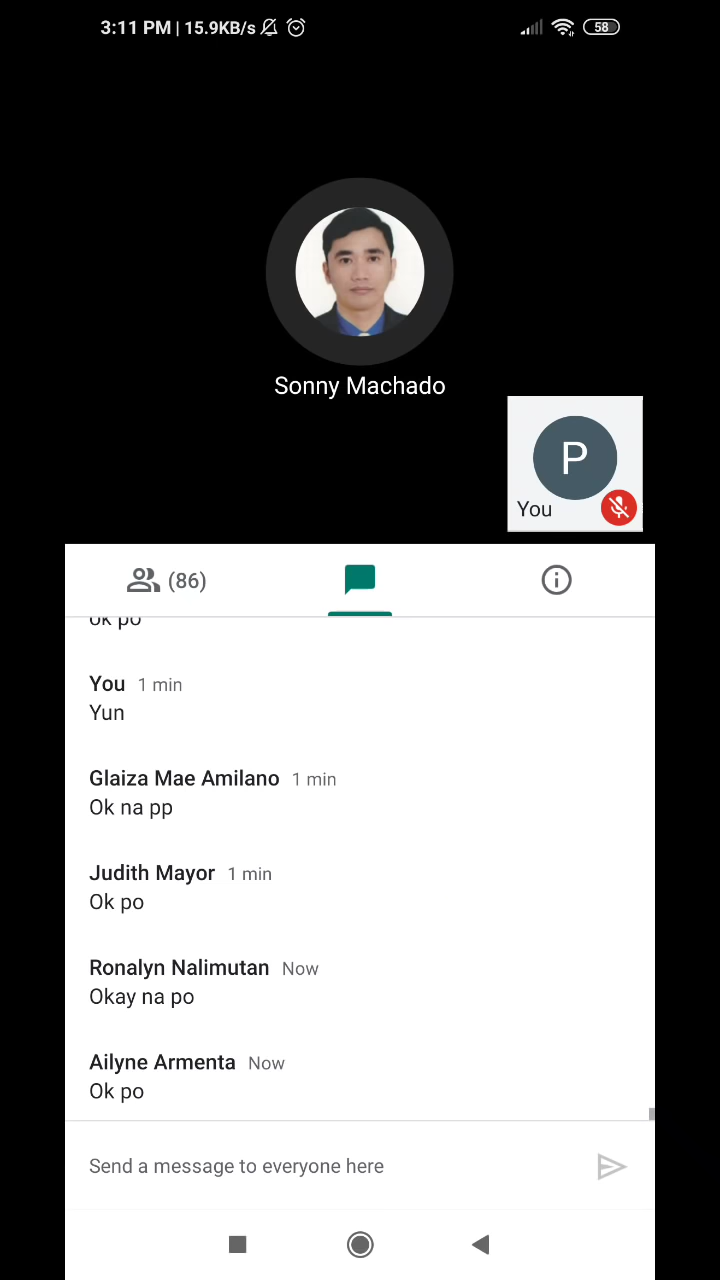 3:11 PM | 15.9KB/s
58
Sonny Machado
P
You
(86)
ok po
You 1 min
Yun
Glaiza Mae Amilano 1 min
Ok na pp
Judith Mayor 1 min
Ok po
Ronalyn Nalimutan Now
Okay na po
Ailyne Armenta Now
Ok po
Send a message to everyone here